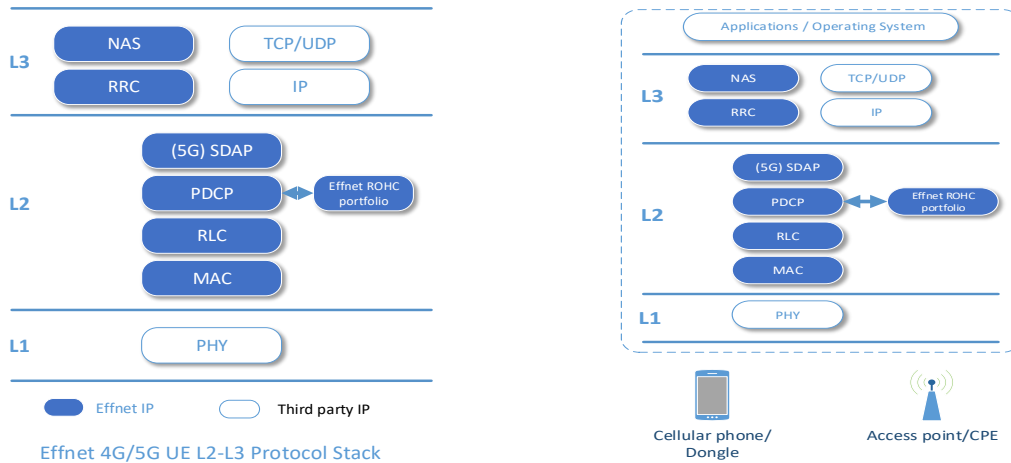 NAS
TCP/UDP
L3
RRC
IP
(5G) SDAP
L2
PDCP
Effnet ROHC
portfolio
RLC
MAC
L1
PHY
Effnet IP
Third party IP
Effnet 4G/5G UE L2-L3 Protocol Stack
Applications / Operating System
NAS
TCP/UDP
L3
RRC
IP
(5G) SDAP
PDCP
Effnet ROHC
portfolio
L2
RLC
MAC
L1
PHY
Cellular phone/
Dongle
Access point/CPE